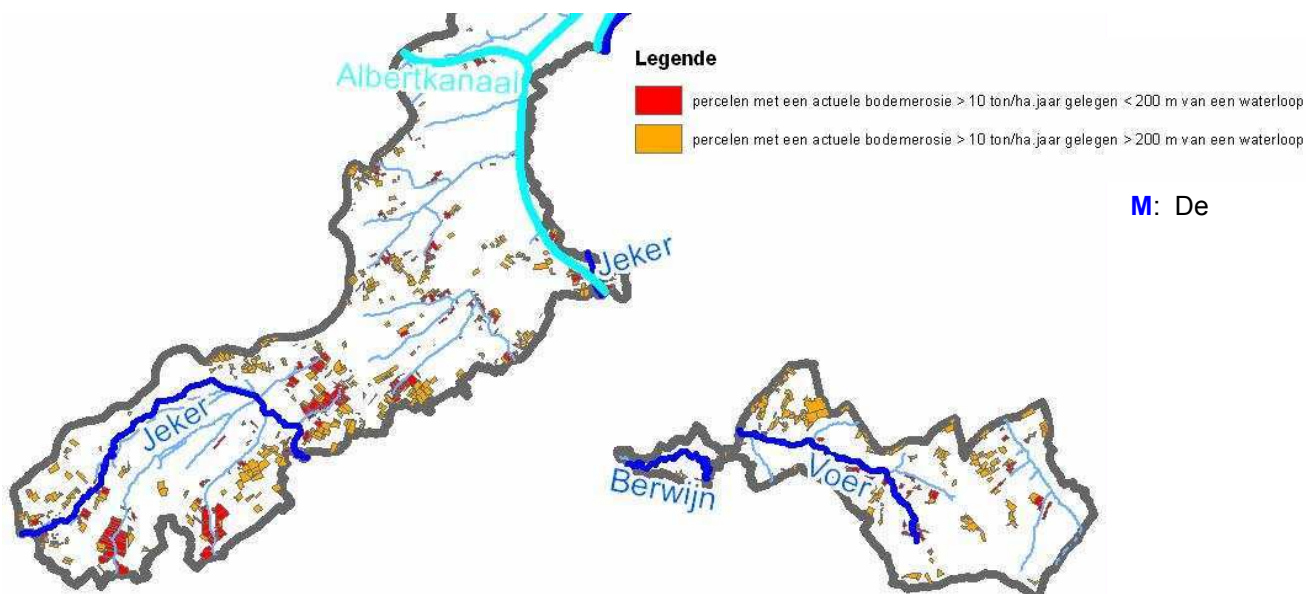 Legende
Albertkanaal
percelen met een actuele bodemerosie > 10 ton/ha.jaar gelegen < 200 m van een waterloop
percelen met een actuele bodemerosie > 10 ton/ha.jaar gelegen > 200 m van een waterloop
M: De
Jeker
Jeker
Berwijn
Voer